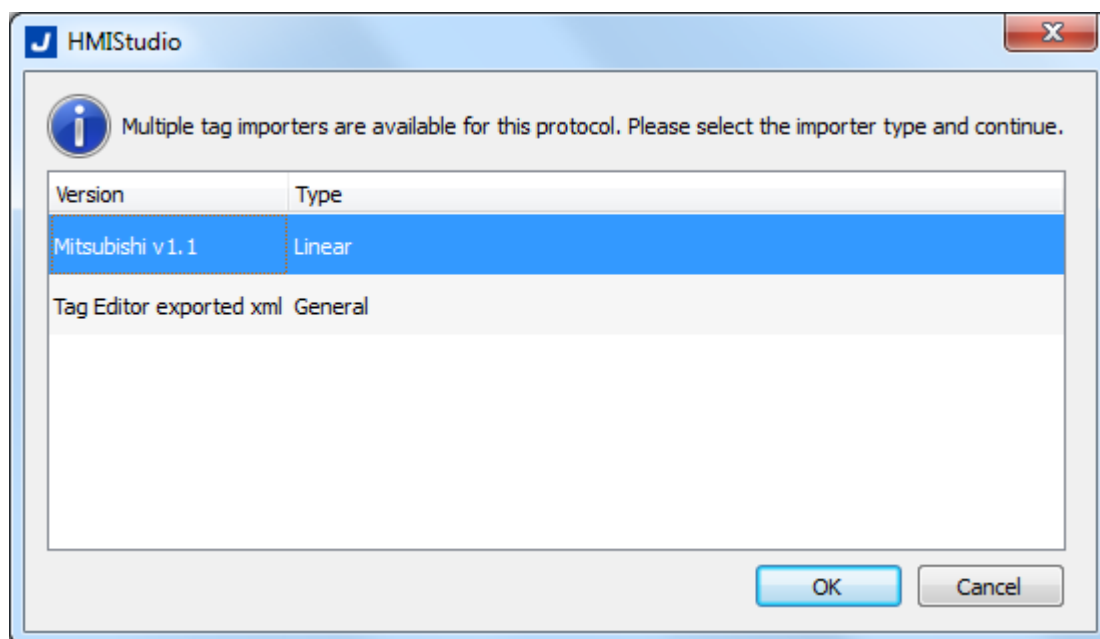 HMIStudio
Multiple tag importers are available for this protocol. Please select the importer type and continue.
Version Type
Mitsubishi v1.1 Linear
Tag Editor exported xml General
OK Cancel